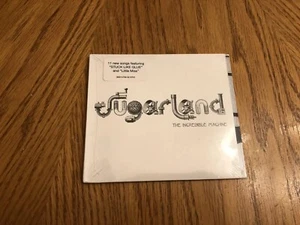 11 new songs featuring
"STUCK LIKE GLUE"
and "Little Miss"
Sugarland
THE INCREDIBLE MACHINE